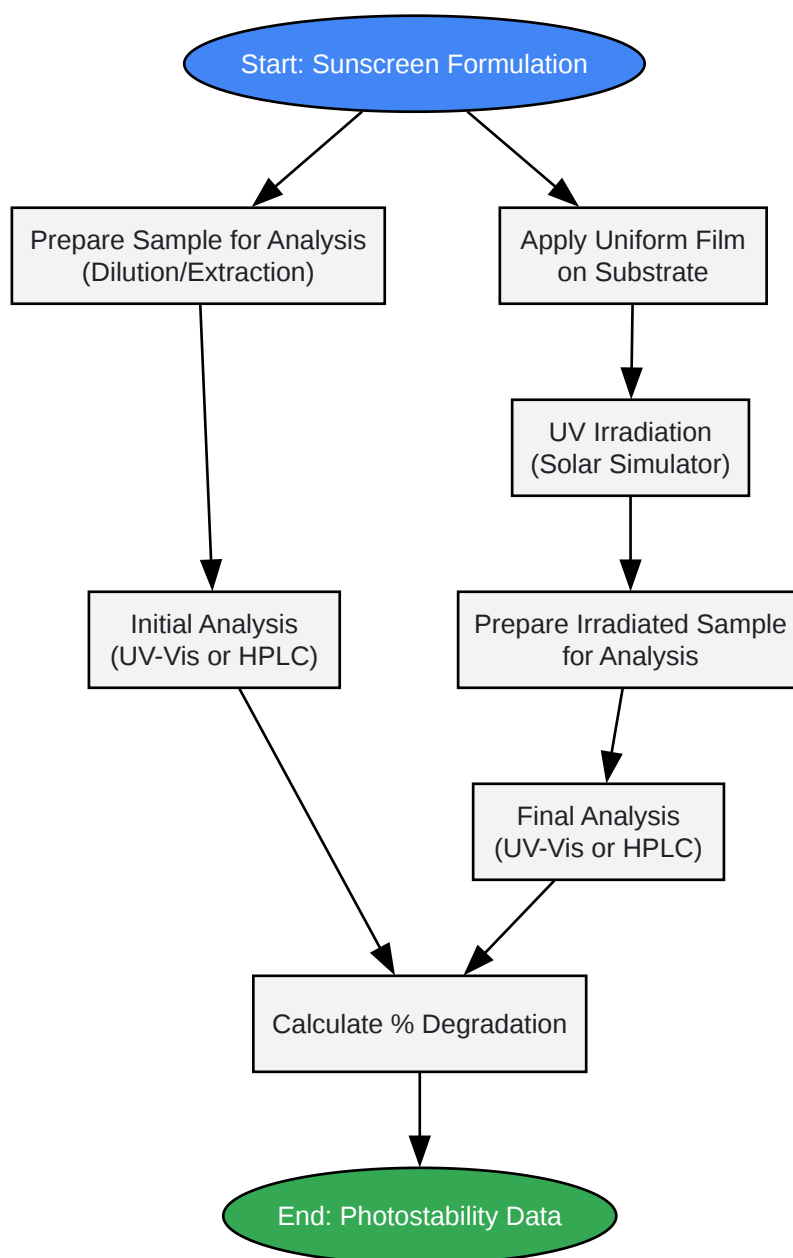 Start: Sunscreen Formulation
Prepare Sample for Analysis
(Dilution/Extraction)
Apply Uniform Film
on Substrate
UV Irradiation
(Solar Simulator)
Initial Analysis
(UV-Vis or HPLC)
Prepare Irradiated Sample
for Analysis
Final Analysis
(UV-Vis or HPLC)
Calculate % Degradation
End: Photostability Data